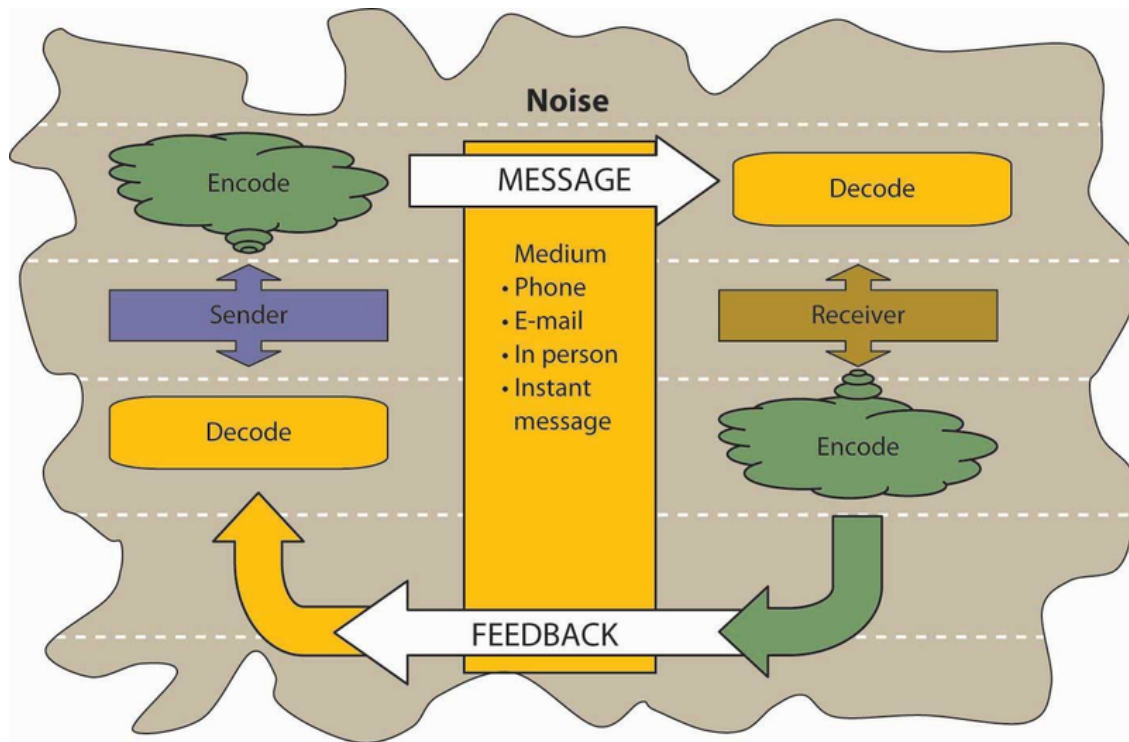 Noise
Encode
MESSAGE
Decode
Medium
• Phone
• E-mail
• In person
• Instant
message
Sender
Receiver
Decode
Encode
FEEDBACK